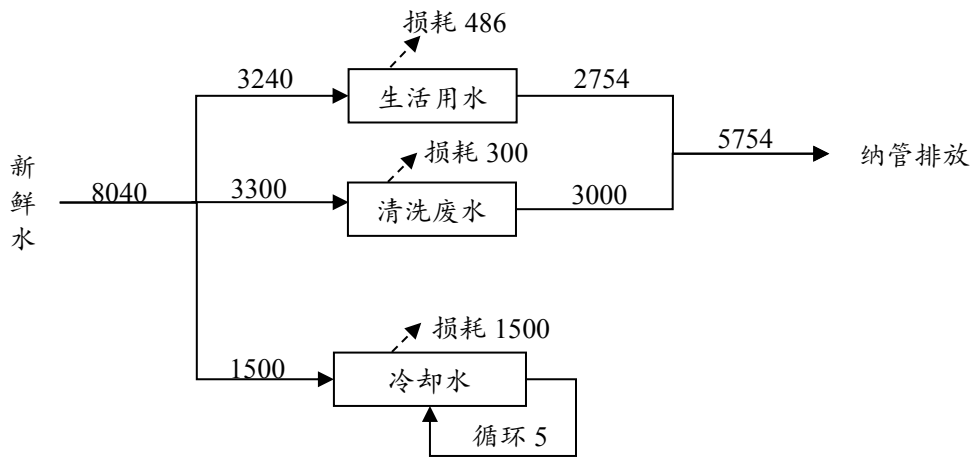 损耗 486
3240
生活用水
2754
新鲜水
8040
损耗 300
3300
清洗废水
3000
5754
纳管排放
损耗 1500
1500
冷却水
循环 5